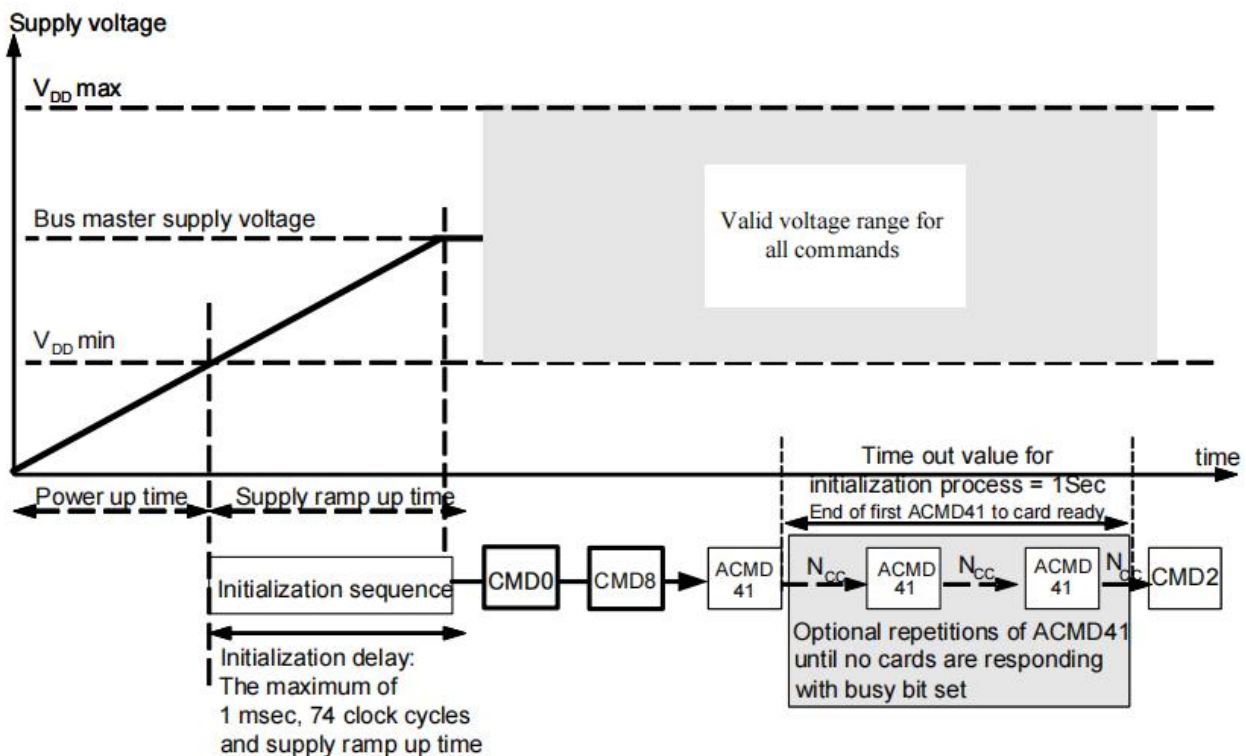 Supply voltage
V_DD max
Bus master supply voltage
Valid voltage range for
all commands
V_DD min
Time out value for
time
Power up time
Supply ramp up time
initialization process = 1Sec
End of first ACMD41 to card ready
Initialization sequence
CMD0
CMD8
ACMD
41
N_CC
ACMD
41
N_CC
ACMD
41
N_CC
CMD2
Optional repetitions of ACMD41
until no cards are responding
with busy bit set
Initialization delay:
The maximum of
1 msec, 74 clock cycles
and supply ramp up time